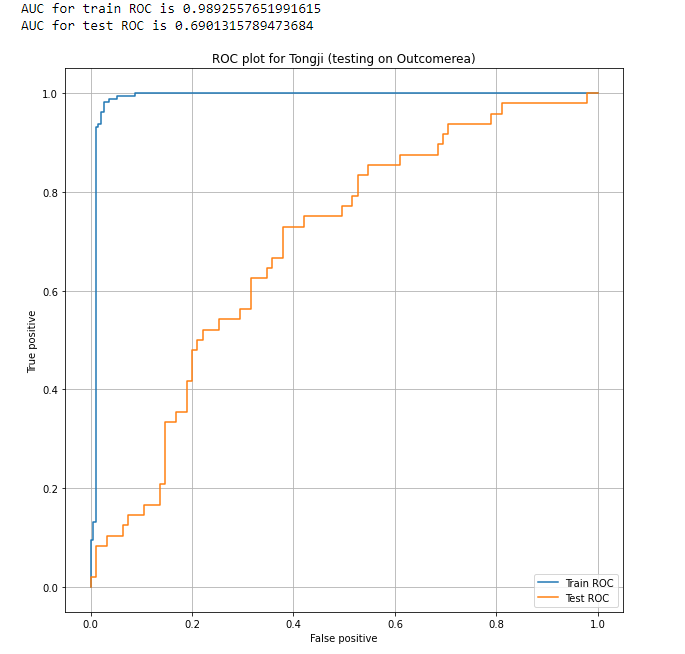 AUC for train ROC is 0.9892557651991615
AUC for test ROC is 0.6901315789473684
ROC plot for Tongji (testing on Outcomerea)
1.0
0.8
0.6
0.4
0.2
0.0
True positive
0.0 0.2 0.4 0.6 0.8 1.0
False positive
Train ROC
Test ROC